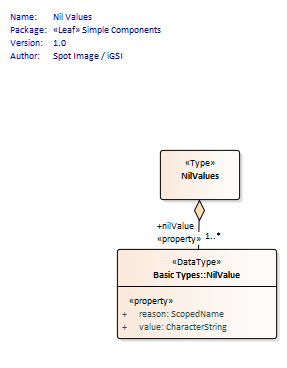 Name: Nil Values
Package: «Leaf» Simple Components
Version: 1.0
Author: Spot Image / iGSI
«Type»
NilValues
+nilValue
«property» 1..*
«DataType»
Basic Types::NilValue
«property»
+ reason: ScopedName
+ value: CharacterString